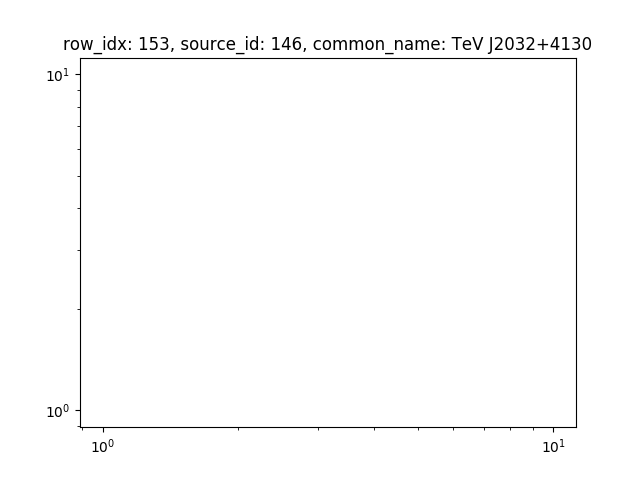 row_idx: 153, source_id: 146, common_name: TeV J2032+4130
10¹
10⁰
10⁰ 10¹